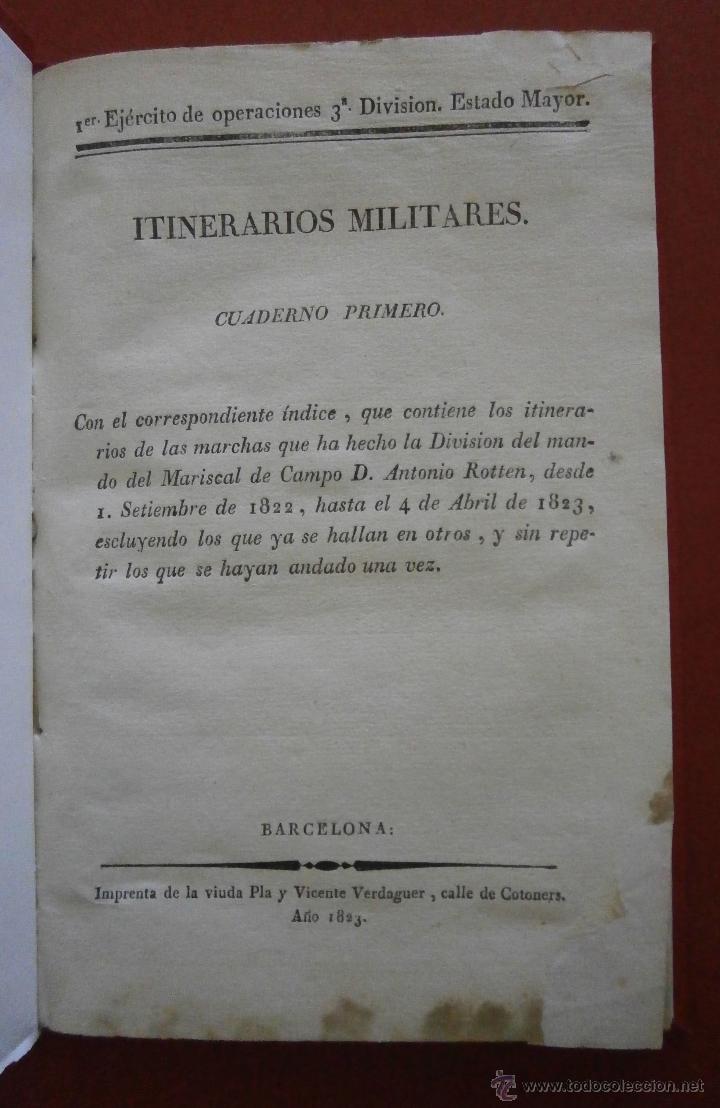 1er. Ejército de operaciones 3ª. Division. Estado Mayor.
ITINERARIOS MILITARES.
CUADERNO PRIMERO.
Con el correspondiente índice , que contiene los itinera-
rios de las marchas que ha hecho la Division del man-
do del Mariscal de Campo D. Antonio Rotten, desde
1. Setiembre de 1822, hasta el 4 de Abril de 1823,
escluyendo los que ya se hallan en otros , y sin repe-
tir los que se hayan andado una vez.
BARCELONA:
Imprenta de la viuda Pla y Vicente Verdaguer , calle de Cotoners.
Año 1823.
© www.todocoleccion.net